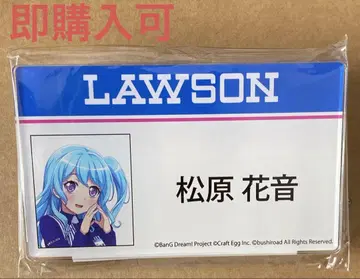 即購入可
LAWSON
松原 花音
©BanG Dream! Project ©Craft Egg Inc. ©bushiroad All Rights Reserved.